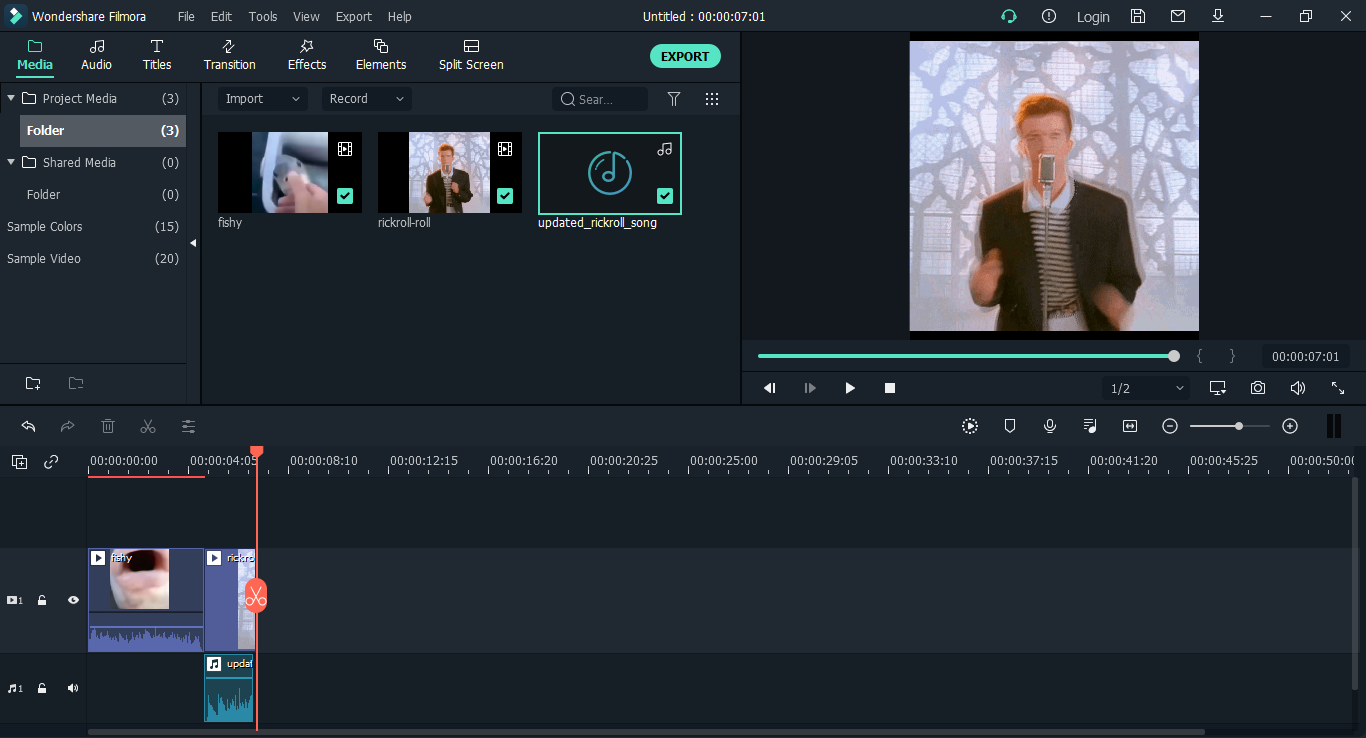 Wondershare Filmora File Edit Tools View Export Help Untitled : 00:00:07:01 Login
Media Audio Titles Transition Effects Elements Split Screen EXPORT
Project Media (3)
Folder (3)
Shared Media (0)
Folder (0)
Sample Colors (15)
Sample Video (20)
Import Record Sear...
fishy rickroll-roll updated_rickroll_song
{ } 00:00:07:01
1/2
00:00:00:00 00:00:04:05 00:00:08:10 00:00:12:15 00:00:16:20 00:00:20:25 00:00:25:00 00:00:29:05 00:00:33:10 00:00:37:15 00:00:41:20 00:00:45:25 00:00:50:00
fishy rickro
1
updat
1